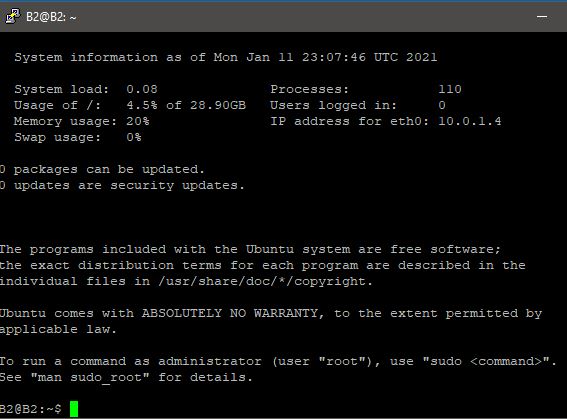 B2@B2: ~
System information as of Mon Jan 11 23:07:46 UTC 2021
System load: 0.08 Processes: 110
Usage of /: 4.5% of 28.90GB Users logged in: 0
Memory usage: 20% IP address for eth0: 10.0.1.4
Swap usage: 0%
0 packages can be updated.
0 updates are security updates.
The programs included with the Ubuntu system are free software;
the exact distribution terms for each program are described in the
individual files in /usr/share/doc/*/copyright.
Ubuntu comes with ABSOLUTELY NO WARRANTY, to the extent permitted by
applicable law.
To run a command as administrator (user "root"), use "sudo <command>".
See "man sudo_root" for details.
B2@B2:~$